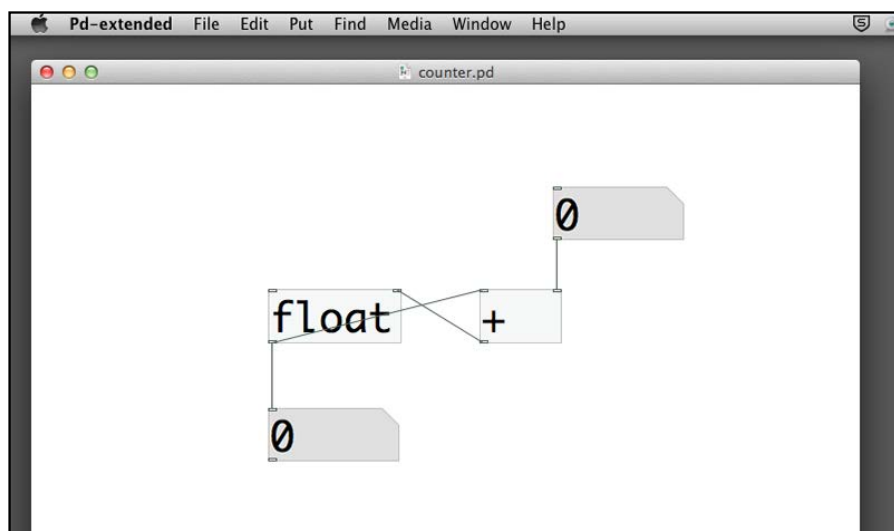 Pd-extended File Edit Put Find Media Window Help
counter.pd
0
float +
0